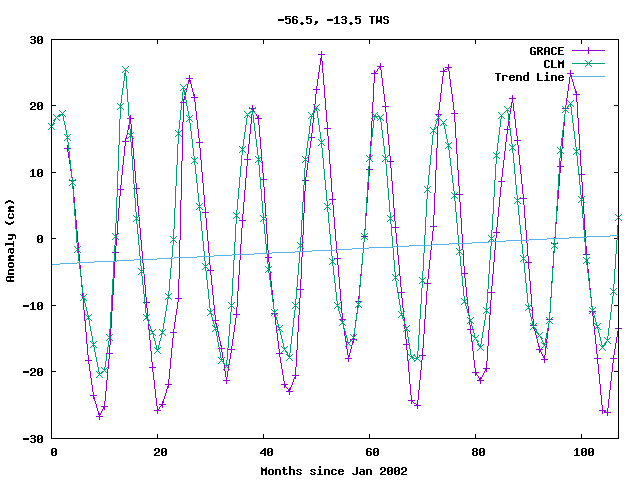 -56.5, -13.5 TWS
GRACE
CLM
Trend Line
30
20
10
0
-10
-20
-30
Anomaly (cm)
0 20 40 60 80 100
Months since Jan 2002